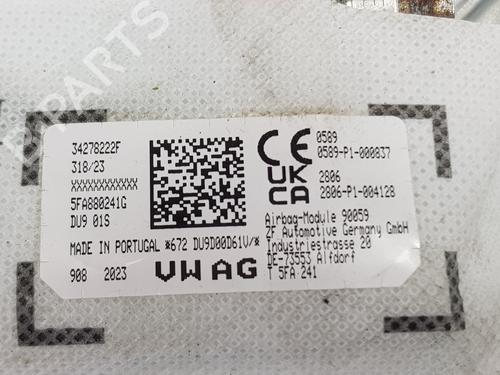 34278222F
318/23
XXXXXXXXXXX
5FA880241G
DU9 01S
MADE IN PORTUGAL *672 DU9D00D61V/*
908 2023
VW AG
CE
0589
0589-P1-000837
UK
CA
2806
2806-P1-004128
Airbag-Module 90059
ZF Automotive Germany GmbH
Industriestrasse 20
DE-73553 Alfdorf
T 5FA 241